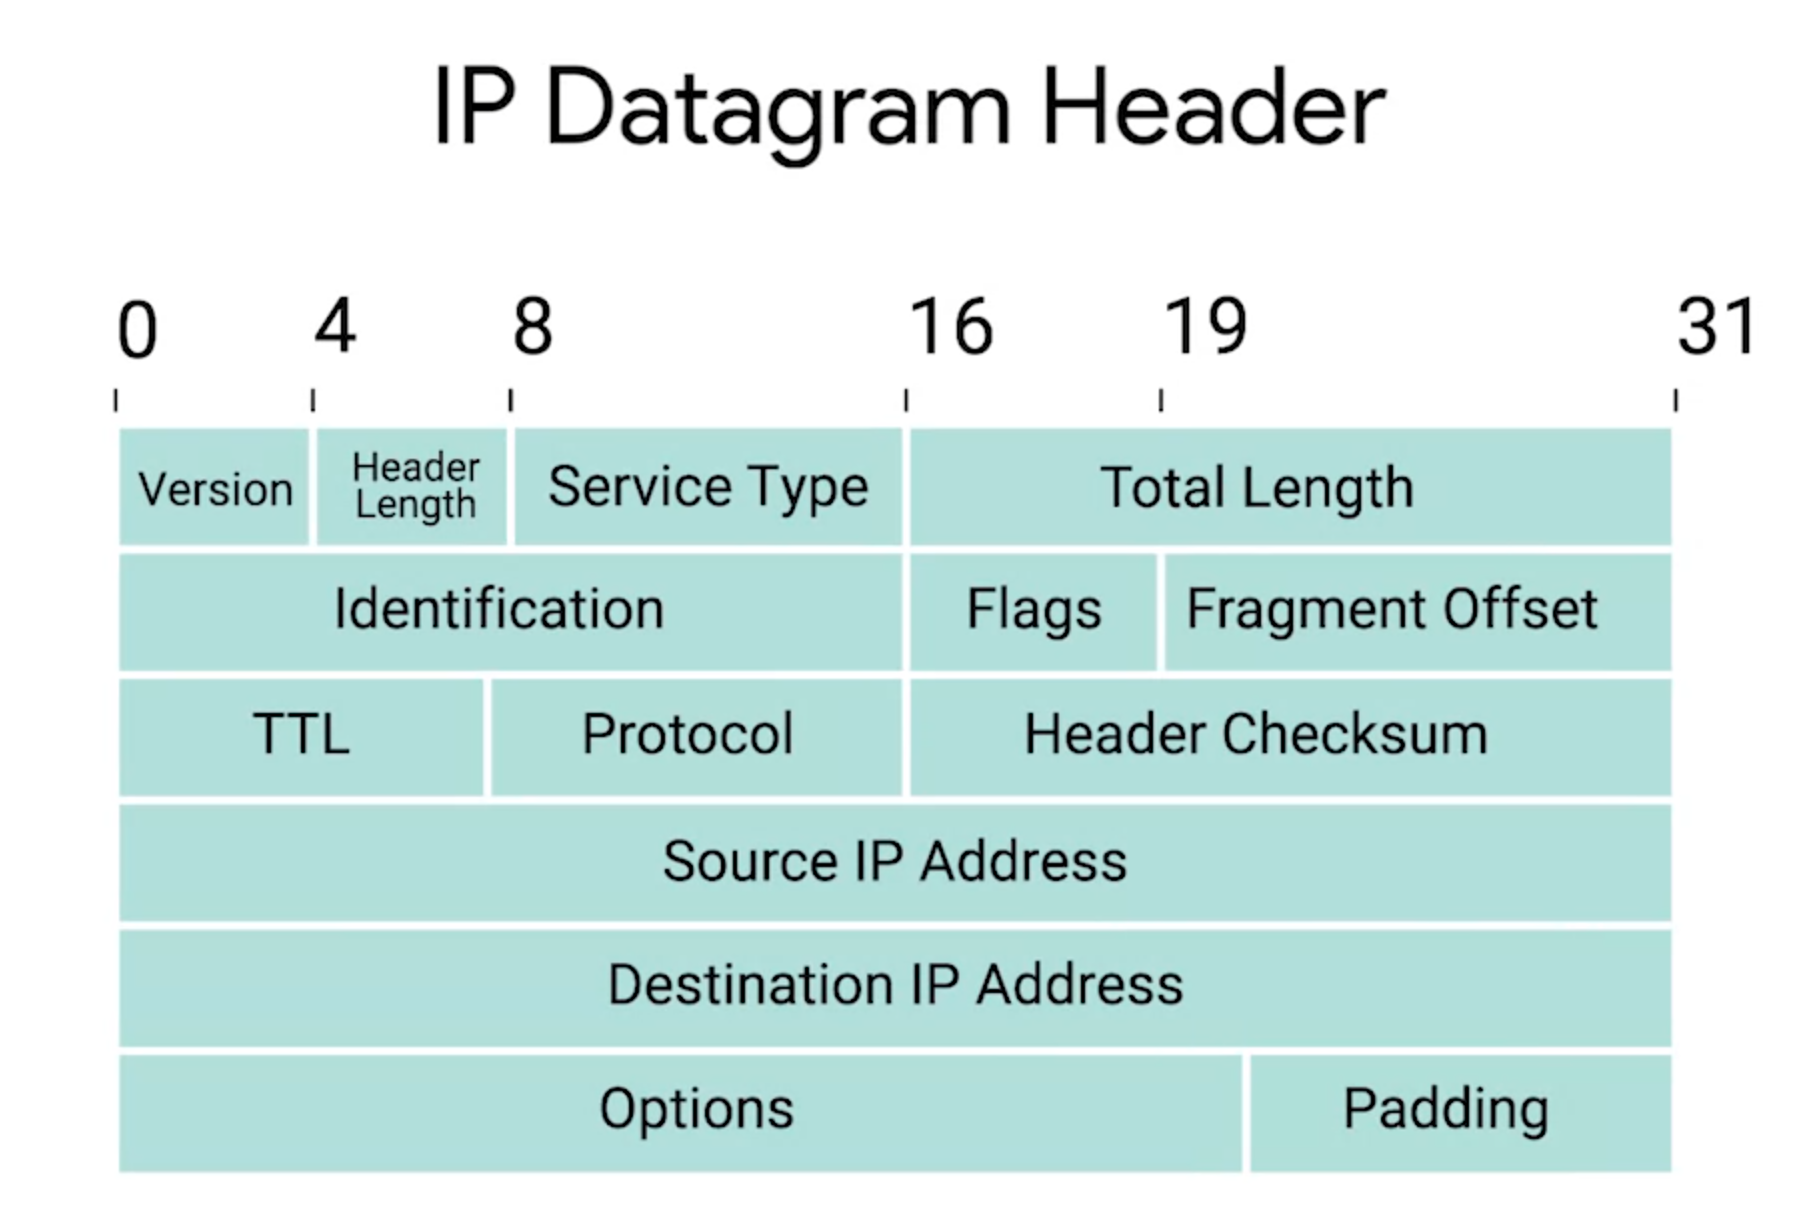 IP Datagram Header
0 4 8 16 19 31
Version Header Length Service Type Total Length
Identification Flags Fragment Offset
TTL Protocol Header Checksum
Source IP Address
Destination IP Address
Options Padding